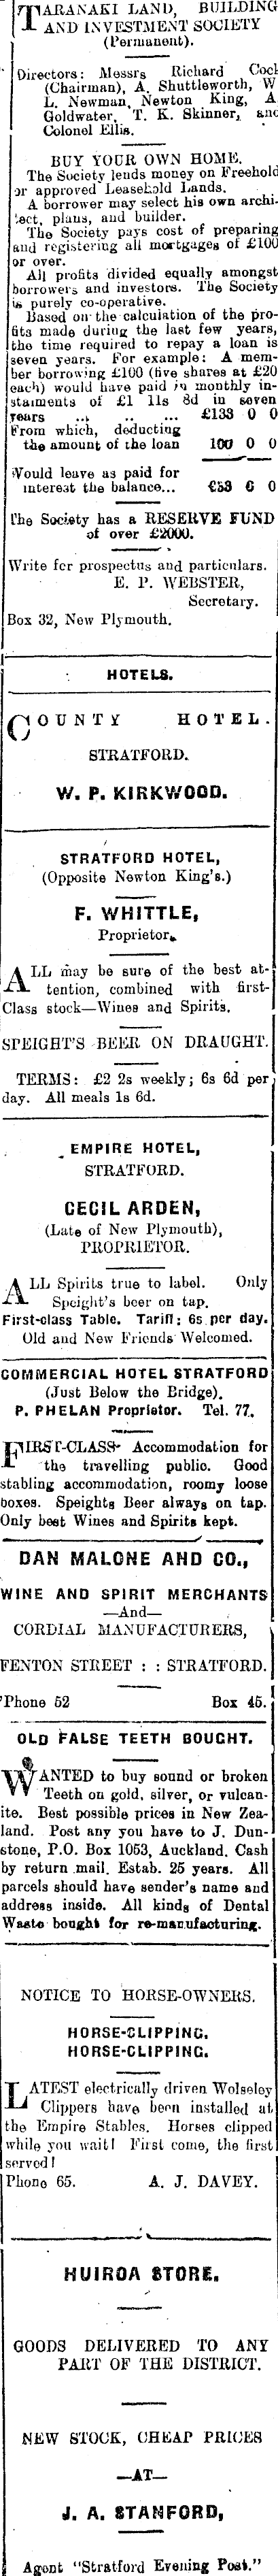 TARANAKI LAND, BUILDING
AND INVESTMENT SOCIETY
(Permanent).
Directors: Messrs Richard Cock
(Chairman), A. Shuttleworth, W
L. Newman, Newton King, A
Goldwater, T. K. Skinner, and
Colonel Ellis.
BUY YOUR OWN HOME.
The Society lends money on Freehold
or approved Leasehold Lands.
A borrower may select his own archi-
tect, plans, and builder.
The Society pays cost of preparing
and registering all mortgages of £100
or over.
All profits divided equally amongst
borrowers and investors. The Society
is purely co-operative.
Based on the calculation of the pro-
fits made during the last few years,
the time required to repay a loan is
seven years. For example: A mem-
ber borrowing £100 (five shares at £20
each) would have paid in monthly in-
stalments of £1 11s 8d in seven
years ... .. ... £133 0 0
From which, deducting
the amount of the loan 100 0 0
Would leave as paid for
interest the balance... £33 0 0
The Society has a RESERVE FUND
of over £2000.
Write for prospectus and particulars.
E. P. WEBSTER,
Secretary.
Box 32, New Plymouth.
HOTELS.
COUNTY HOTEL.
STRATFORD.
W. P. KIRKWOOD.
STRATFORD HOTEL,
(Opposite Newton King's.)
F. WHITTLE,
Proprietor.
ALL may be sure of the best at-
tention, combined with first-
Class stock—Wines and Spirits.
SPEIGHT'S BEER ON DRAUGHT.
TERMS: £2 2s weekly; 6s 6d per
day. All meals 1s 6d.
EMPIRE HOTEL,
STRATFORD.
CECIL ARDEN,
(Late of New Plymouth),
PROPRIETOR.
ALL Spirits true to label. Only
Speight's beer on tap.
First-class Table. Tariff: 6s per day.
Old and New Friends Welcomed.
COMMERCIAL HOTEL STRATFORD
(Just Below the Bridge).
P. PHELAN Proprietor. Tel. 77.
FIRST-CLASS Accommodation for
the travelling public. Good
stabling accommodation, roomy loose
boxes. Speights Beer always on tap.
Only best Wines and Spirits kept.
DAN MALONE AND CO.,
WINE AND SPIRIT MERCHANTS
—And—
CORDIAL MANUFACTURERS,
FENTON STREET : : STRATFORD.
'Phone 52 Box 45.
OLD FALSE TEETH BOUGHT.
WANTED to buy sound or broken
Teeth on gold, silver, or vulcan-
ite. Best possible prices in New Zea-
land. Post any you have to J. Dun-
stone, P.O. Box 1053, Auckland. Cash
by return mail. Estab. 25 years. All
parcels should have sender's name and
address inside. All kinds of Dental
Waste bought for re-manufacturing.
NOTICE TO HORSE-OWNERS.
HORSE-CLIPPING.
HORSE-CLIPPING.
LATEST electrically driven Wolseley
Clippers have been installed at
the Empire Stables. Horses clipped
while you wait! First come, the first
served!
Phone 65. A. J. DAVEY.
HUIROA STORE.
GOODS DELIVERED TO ANY
PART OF THE DISTRICT.
NEW STOCK, CHEAP PRICES
—AT—
J. A. STANFORD,
Agent "Stratford Evening Post."